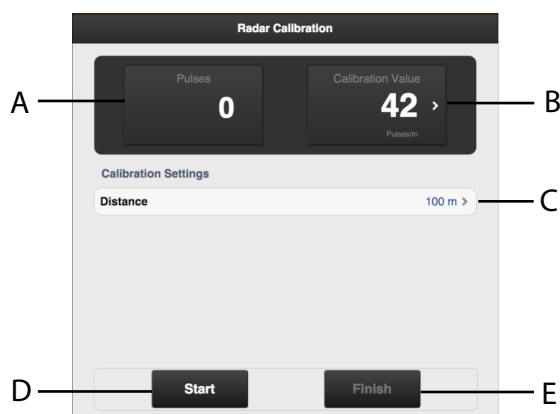 Radar Calibration
A
Pulses
0
Calibration Value
42
Pulses/m
B
Calibration Settings
Distance
100 m
C
D
Start
Finish
E